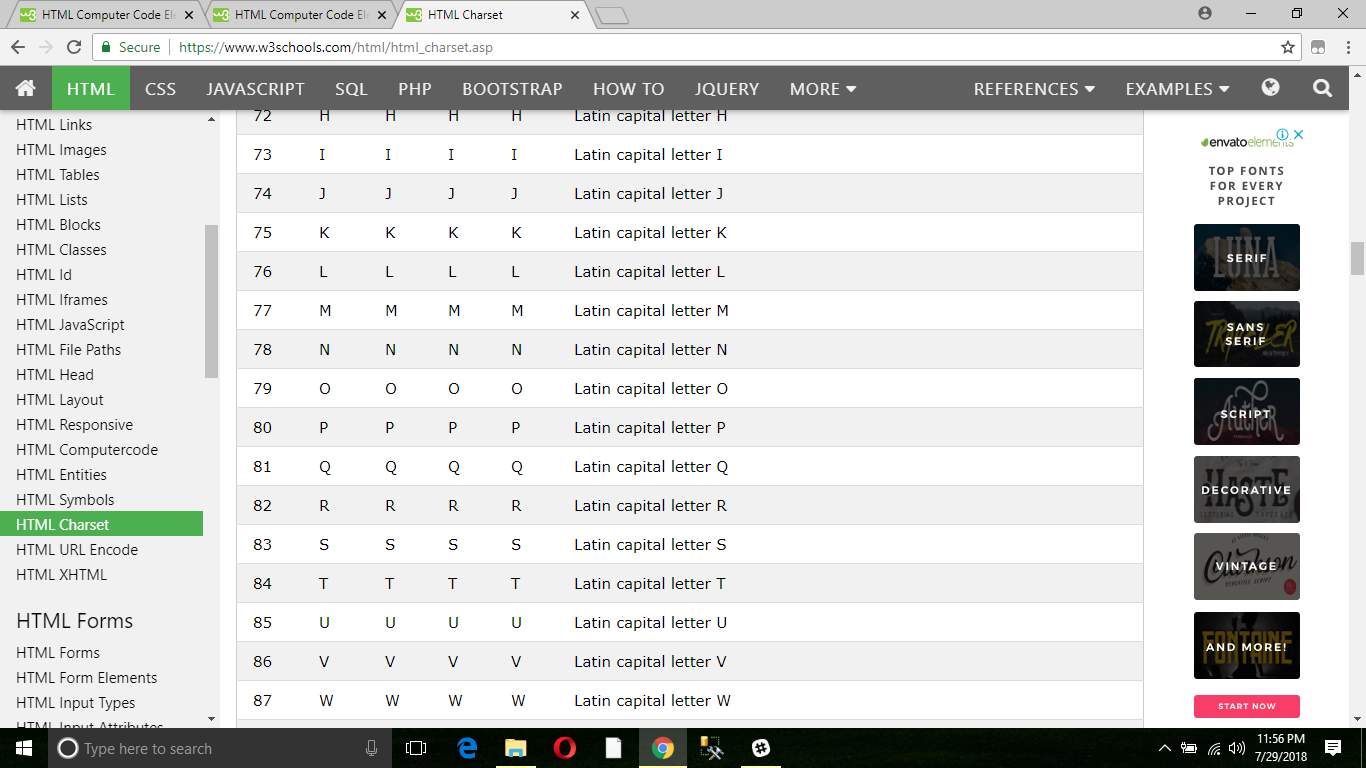 HTML Computer Code Ele
HTML Computer Code Ele
HTML Charset
Secure
https://www.w3schools.com/html/html_charset.asp
HTML CSS JAVASCRIPT SQL PHP BOOTSTRAP HOW TO JQUERY MORE REFERENCES EXAMPLES
HTML Links
HTML Images
HTML Tables
HTML Lists
HTML Blocks
HTML Classes
HTML Id
HTML Iframes
HTML JavaScript
HTML File Paths
HTML Head
HTML Layout
HTML Responsive
HTML Computercode
HTML Entities
HTML Symbols
HTML Charset
HTML URL Encode
HTML XHTML
HTML Forms
HTML Forms
HTML Form Elements
HTML Input Types
HTML Input Attributes
72 H H H H Latin capital letter H
73 I I I I Latin capital letter I
74 J J J J Latin capital letter J
75 K K K K Latin capital letter K
76 L L L L Latin capital letter L
77 M M M M Latin capital letter M
78 N N N N Latin capital letter N
79 O O O O Latin capital letter O
80 P P P P Latin capital letter P
81 Q Q Q Q Latin capital letter Q
82 R R R R Latin capital letter R
83 S S S S Latin capital letter S
84 T T T T Latin capital letter T
85 U U U U Latin capital letter U
86 V V V V Latin capital letter V
87 W W W W Latin capital letter W
envatoelements
TOP FONTS
FOR EVERY
PROJECT
LUNA
SERIF
SANS
SERIF
SCRIPT
HASTE
DECORATIVE
VINTAGE
FONTAINE
AND MORE!
START NOW
Type here to search
11:56 PM
7/29/2018